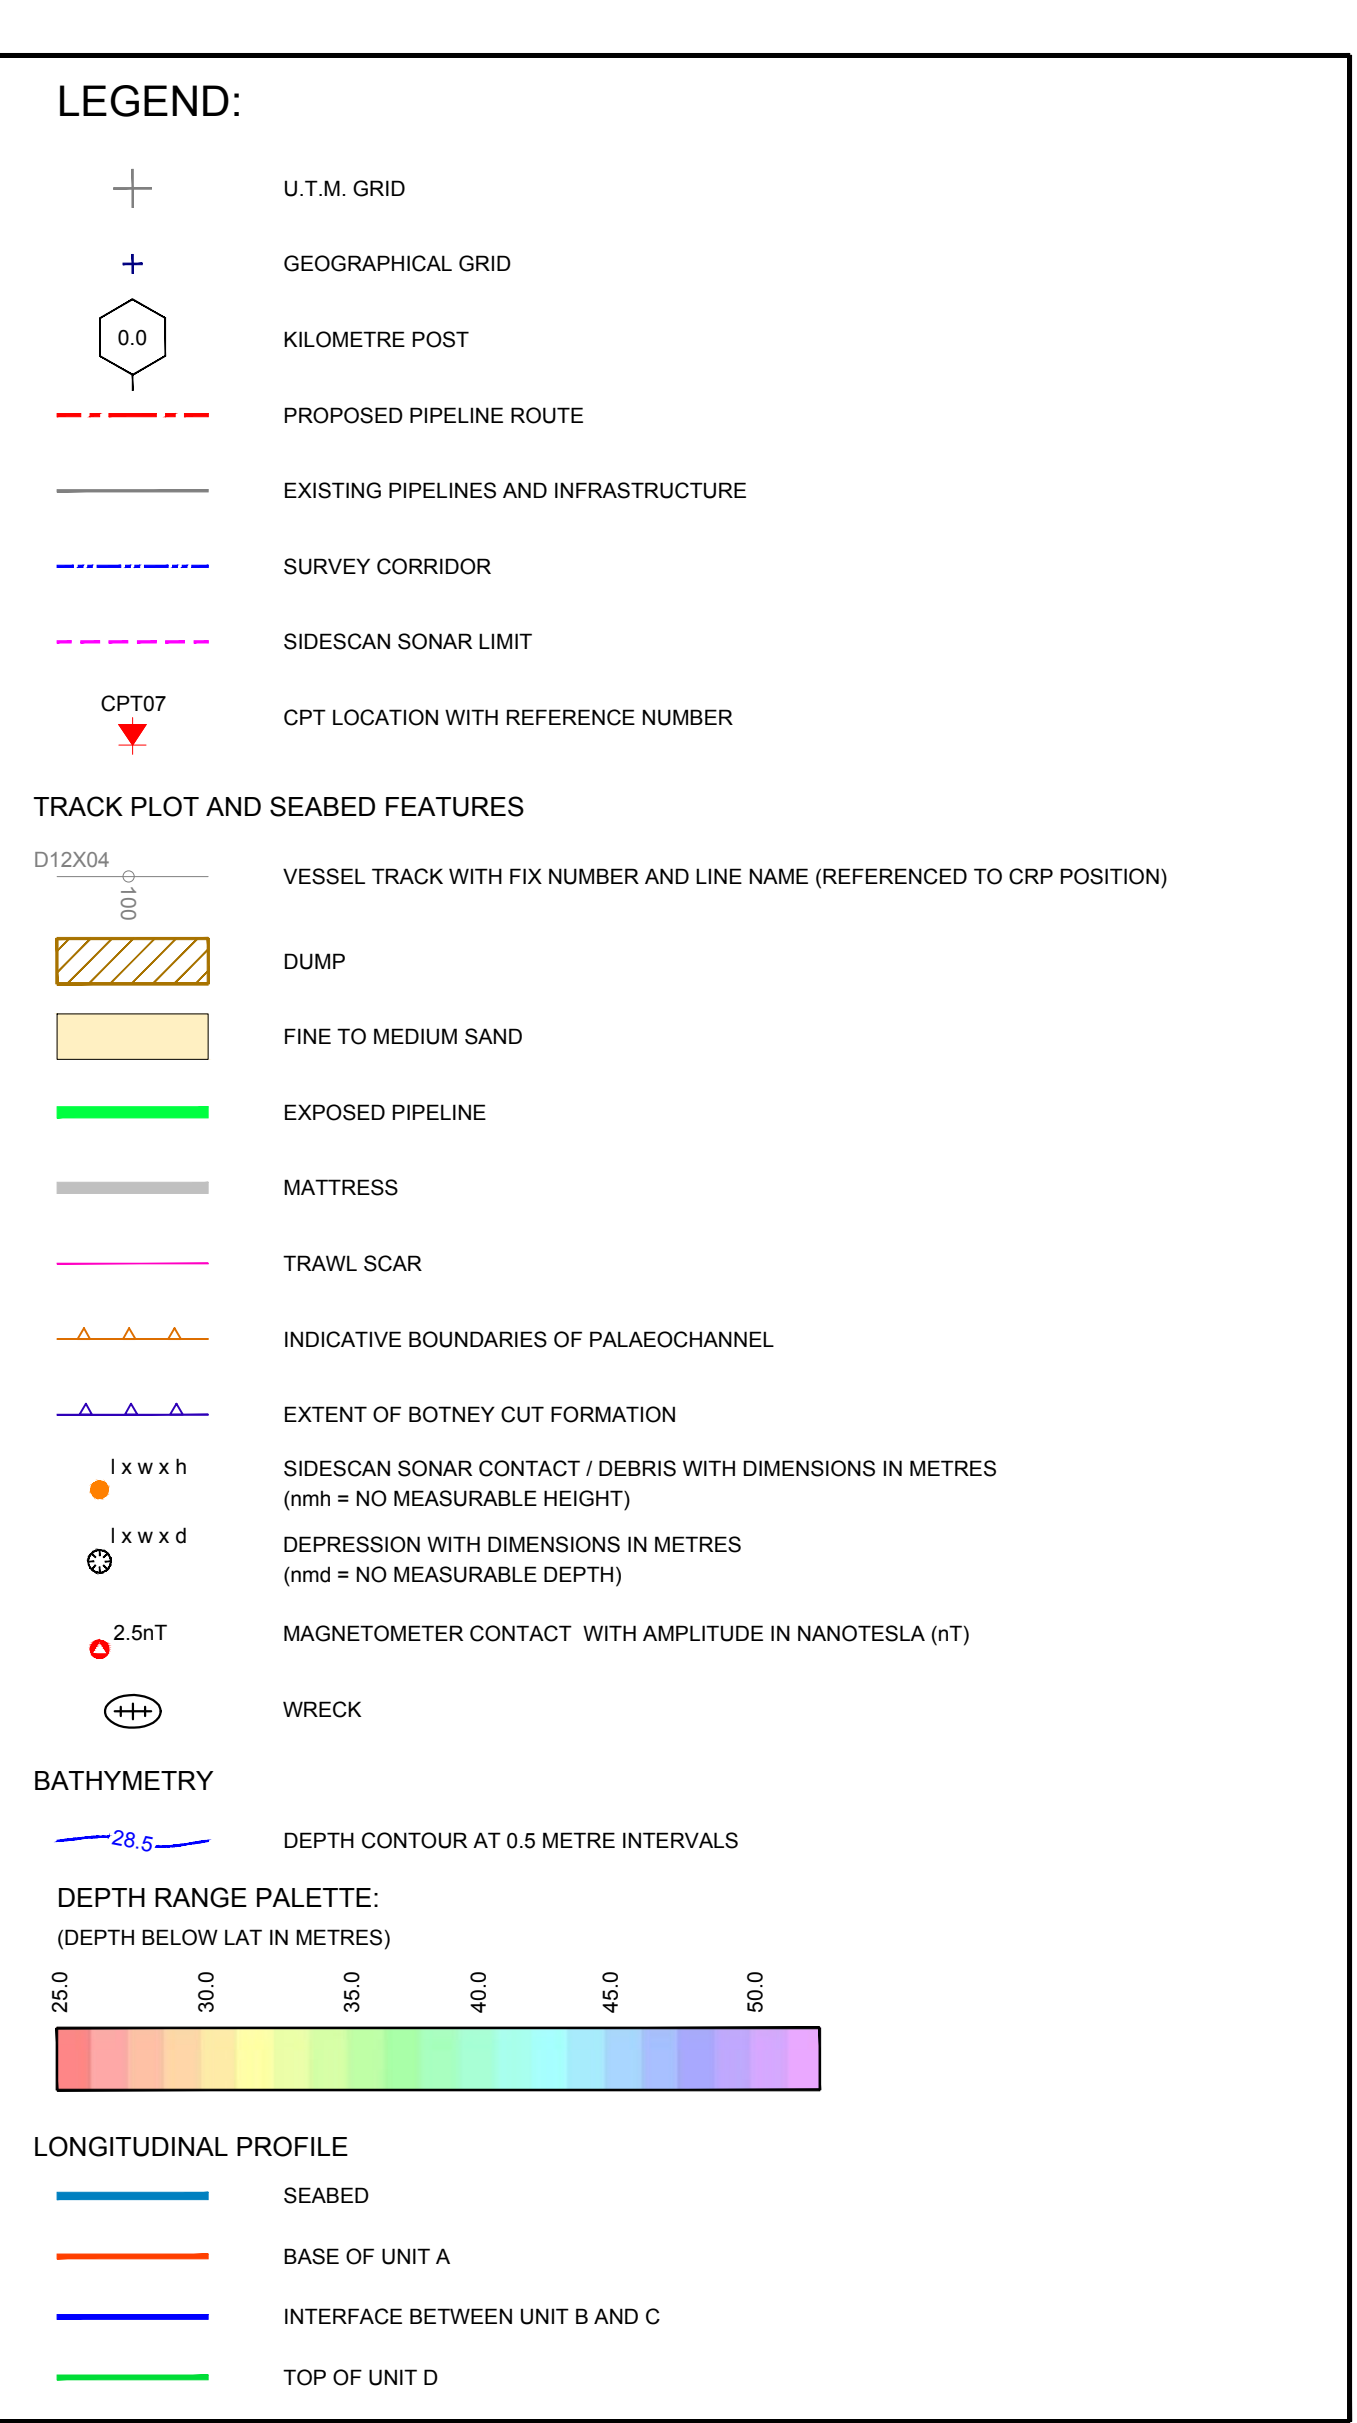 LEGEND:
U.T.M. GRID
GEOGRAPHICAL GRID
0.0 KILOMETRE POST
PROPOSED PIPELINE ROUTE
EXISTING PIPELINES AND INFRASTRUCTURE
SURVEY CORRIDOR
SIDESCAN SONAR LIMIT
CPT07
CPT LOCATION WITH REFERENCE NUMBER
TRACK PLOT AND SEABED FEATURES
D12X04
100
VESSEL TRACK WITH FIX NUMBER AND LINE NAME (REFERENCED TO CRP POSITION)
DUMP
FINE TO MEDIUM SAND
EXPOSED PIPELINE
MATTRESS
TRAWL SCAR
INDICATIVE BOUNDARIES OF PALAEOCHANNEL
EXTENT OF BOTNEY CUT FORMATION
l x w x h SIDESCAN SONAR CONTACT / DEBRIS WITH DIMENSIONS IN METRES
(nmh = NO MEASURABLE HEIGHT)
l x w x d DEPRESSION WITH DIMENSIONS IN METRES
(nmd = NO MEASURABLE DEPTH)
2.5nT MAGNETOMETER CONTACT WITH AMPLITUDE IN NANOTESLA (nT)
WRECK
BATHYMETRY
28.5 DEPTH CONTOUR AT 0.5 METRE INTERVALS
DEPTH RANGE PALETTE:
(DEPTH BELOW LAT IN METRES)
25.0 30.0 35.0 40.0 45.0 50.0
LONGITUDINAL PROFILE
SEABED
BASE OF UNIT A
INTERFACE BETWEEN UNIT B AND C
TOP OF UNIT D